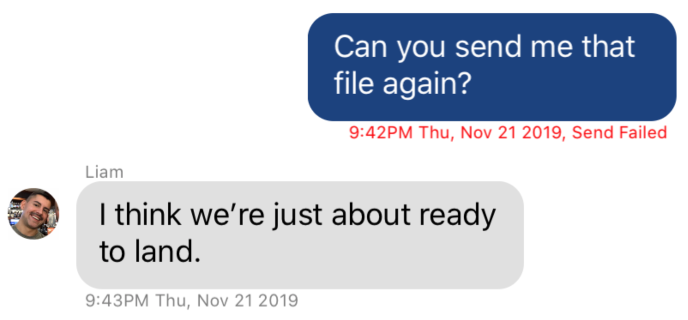 Can you send me that
file again?
9:42PM Thu, Nov 21 2019, Send Failed
Liam
I think we’re just about ready
to land.
9:43PM Thu, Nov 21 2019